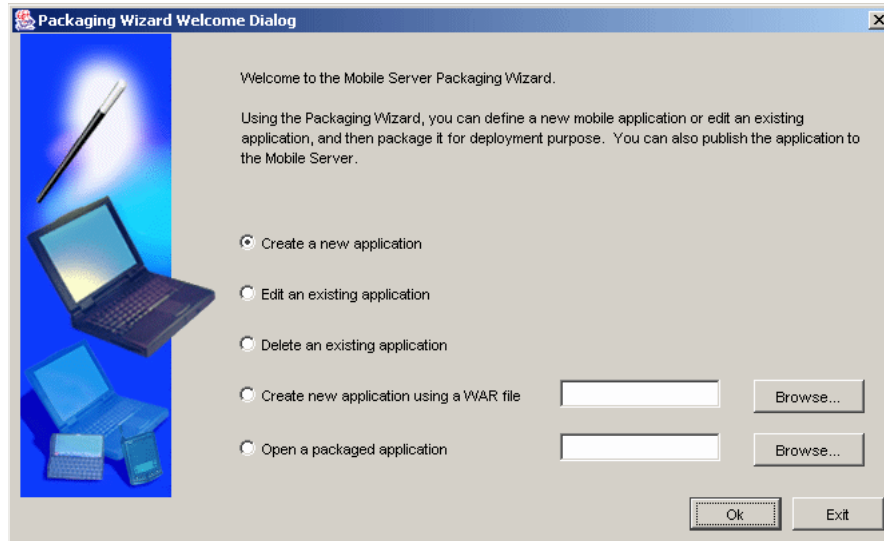 Packaging Wizard Welcome Dialog
Welcome to the Mobile Server Packaging Wizard.
Using the Packaging Wizard, you can define a new mobile application or edit an existing
application, and then package it for deployment purpose. You can also publish the application to
the Mobile Server.
Create a new application
Edit an existing application
Delete an existing application
Create new application using a WAR file
Browse...
Open a packaged application
Browse...
Ok
Exit